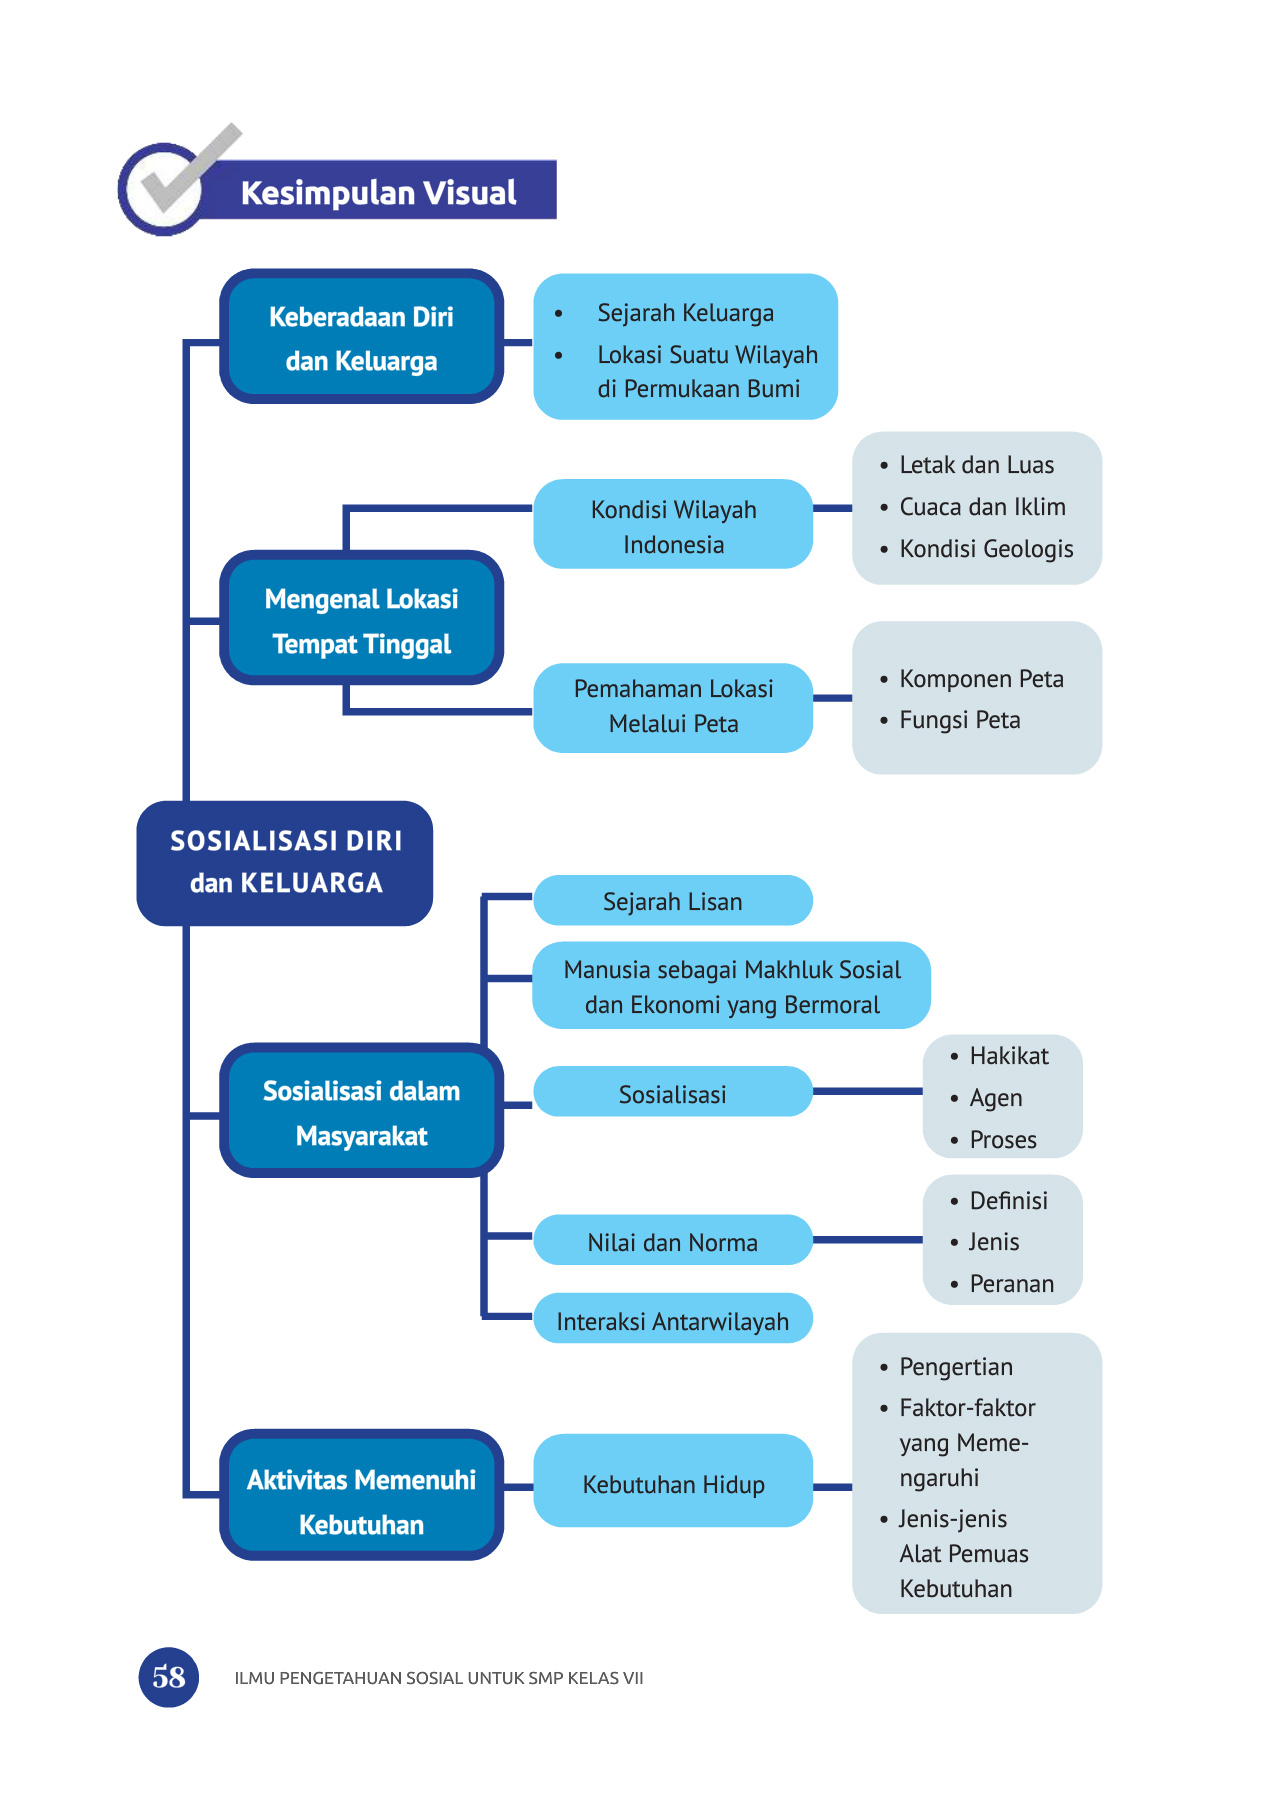 Kesimpulan Visual
Keberadaan Diri
dan Keluarga
• Sejarah Keluarga
• Lokasi Suatu Wilayah
di Permukaan Bumi
Mengenal Lokasi
Tempat Tinggal
Kondisi Wilayah
Indonesia
• Letak dan Luas
• Cuaca dan Iklim
• Kondisi Geologis
Pemahaman Lokasi
Melalui Peta
• Komponen Peta
• Fungsi Peta
SOSIALISASI DIRI
dan KELUARGA
Sosialisasi dalam
Masyarakat
Sejarah Lisan
Manusia sebagai Makhluk Sosial
dan Ekonomi yang Bermoral
Sosialisasi
• Hakikat
• Agen
• Proses
Nilai dan Norma
• Definisi
• Jenis
• Peranan
Interaksi Antarwilayah
Aktivitas Memenuhi
Kebutuhan
Kebutuhan Hidup
• Pengertian
• Faktor-faktor
yang Meme-
ngaruhi
• Jenis-jenis
Alat Pemuas
Kebutuhan
58
ILMU PENGETAHUAN SOSIAL UNTUK SMP KELAS VII